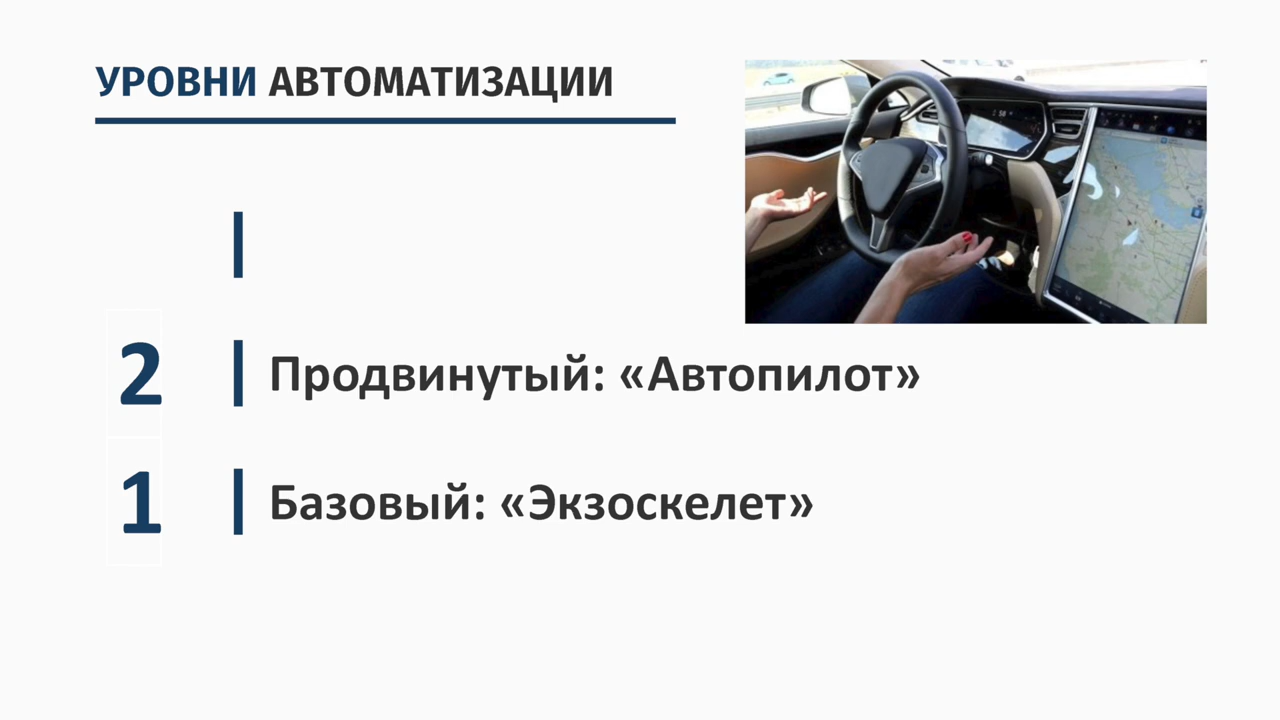 УРОВНИ АВТОМАТИЗАЦИИ
2 Продвинутый: «Автопилот»
1 Базовый: «Экзоскелет»